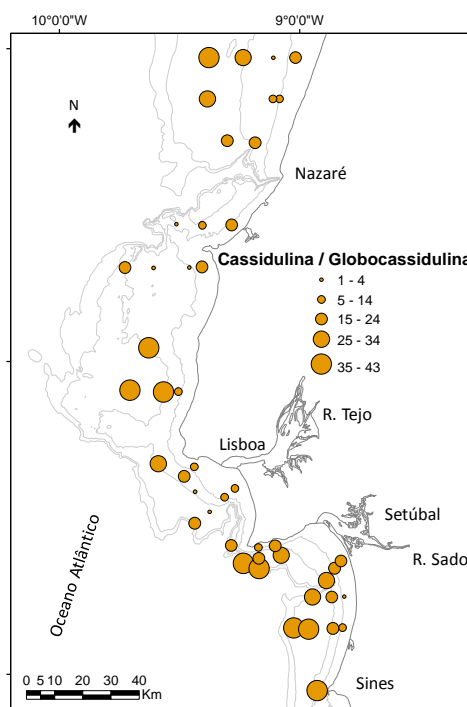 10°0'0"W 9°0'0"W
N
Nazaré
Cassidulina / Globocassidulina
1 - 4
5 - 14
15 - 24
25 - 34
35 - 43
R. Tejo
Lisboa
Setúbal
R. Sado
Oceano Atlântico
Sines
0 5 10 20 30 40
Km